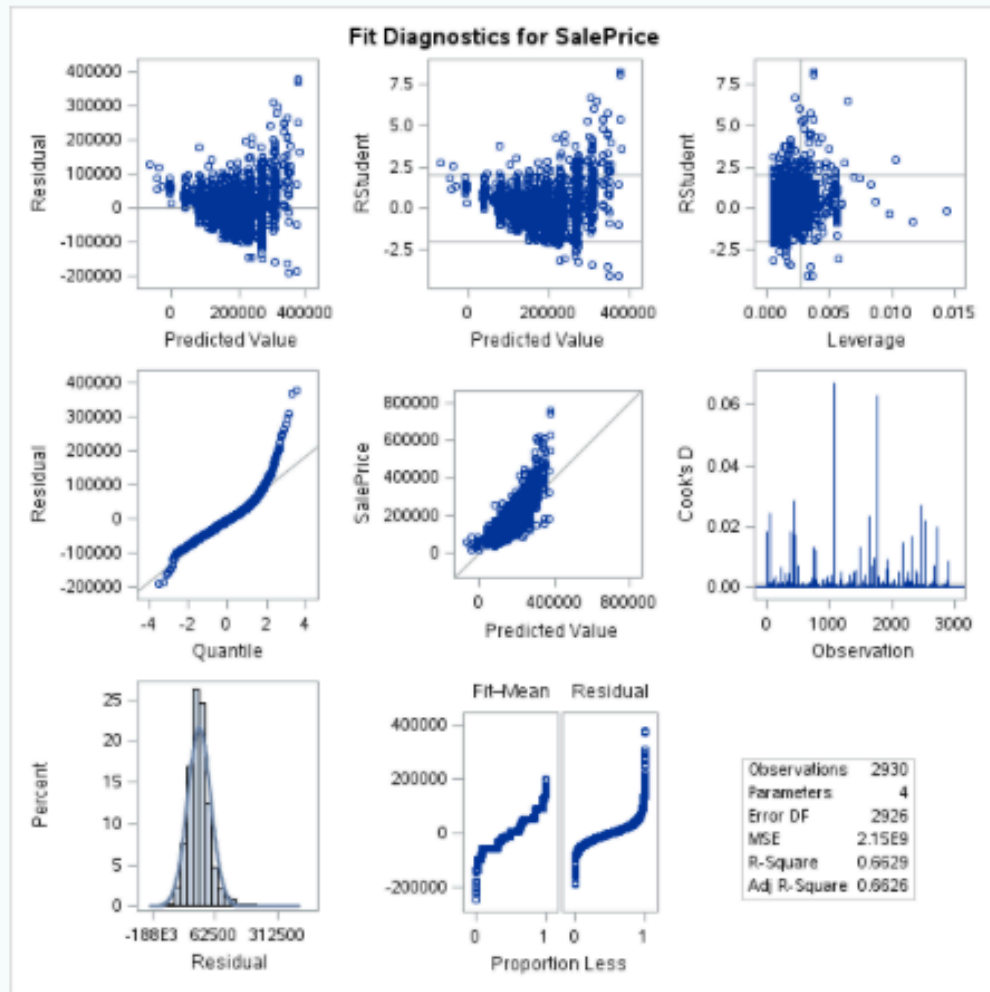 Fit Diagnostics for SalePrice
400000
300000
200000
100000
0
-100000
-200000
Residual
0 200000 400000
Predicted Value
7.5
5.0
2.5
0.0
-2.5
RStudent
0 200000 400000
Predicted Value
7.5
5.0
2.5
0.0
-2.5
RStudent
0.000 0.005 0.010 0.015
Leverage
400000
300000
200000
100000
0
-100000
-200000
Residual
-4 -2 0 2 4
Quantile
800000
600000
400000
200000
0
SalePrice
0 400000 800000
Predicted Value
0.06
0.04
0.02
0.00
Cook's D
0 1000 2000 3000
Observation
25
20
15
10
5
0
Percent
-188E3 62500 312500
Residual
Fit–Mean Residual
400000
200000
0
-200000
0 1 0 1
Proportion Less
Observations 2930
Parameters 4
Error DF 2926
MSE 2.15E9
R-Square 0.6629
Adj R-Square 0.6626